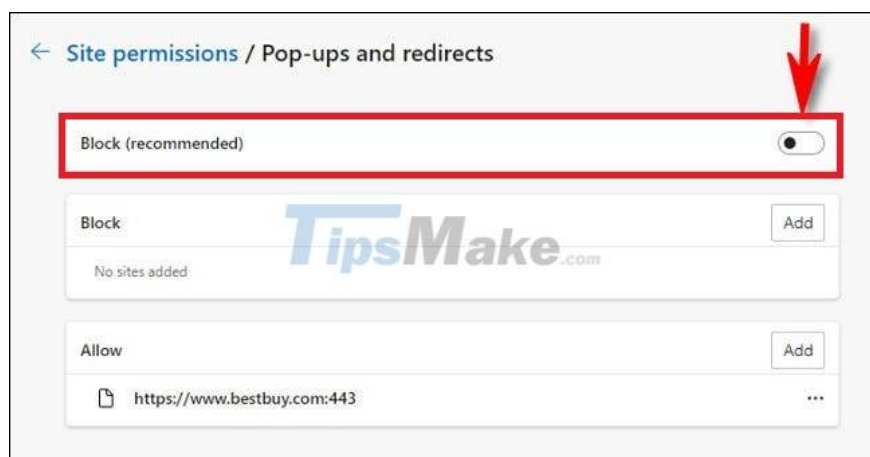 ← Site permissions / Pop-ups and redirects
Block (recommended)
Block
Add
TipsMake.com
No sites added
Allow
Add
https://www.bestbuy.com:443
...